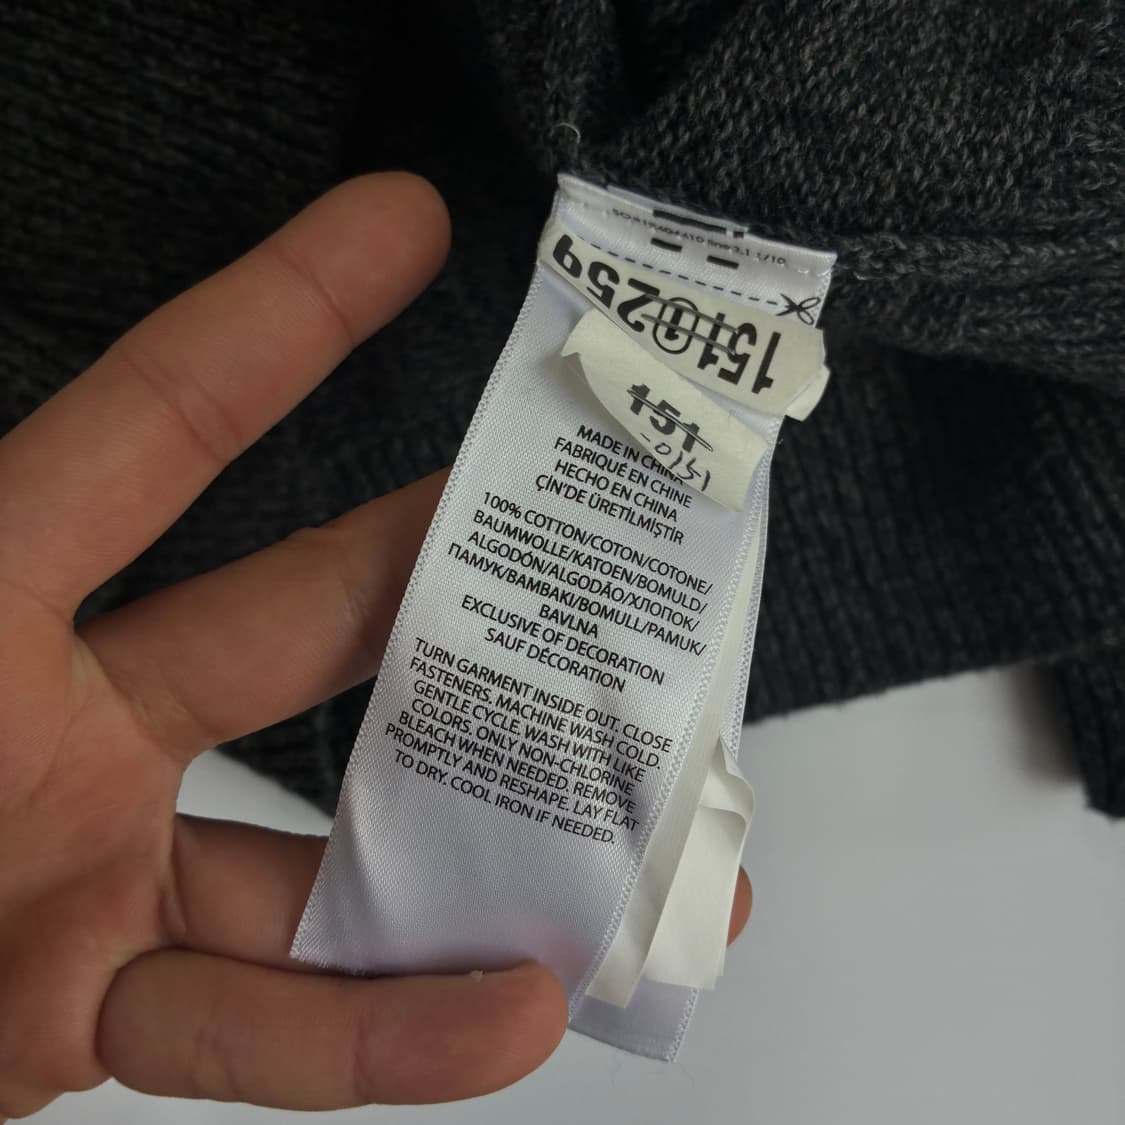 1/10
151
151
MADE IN CHINA
FABRIQUÉ EN CHINE
HECHO EN CHINA
ÇİN'DE ÜRETİLMİŞTİR
100% COTTON/COTON/COTONE/
BAUMWOLLE/KATOEN/BOMULD/
ALGODÓN/ALGODÃO/ХЛОПОК/
ПАМУК/BAMBAKI/BOMULL/PAMUK/
BAVLNA
EXCLUSIVE OF DECORATION
SAUF DÉCORATION
TURN GARMENT INSIDE OUT. CLOSE
FASTENERS. MACHINE WASH COLD.
GENTLE CYCLE. WASH WITH LIKE
COLORS. ONLY NON-CHLORINE
BLEACH WHEN NEEDED. REMOVE
PROMPTLY AND RESHAPE. LAY FLAT
TO DRY. COOL IRON IF NEEDED.